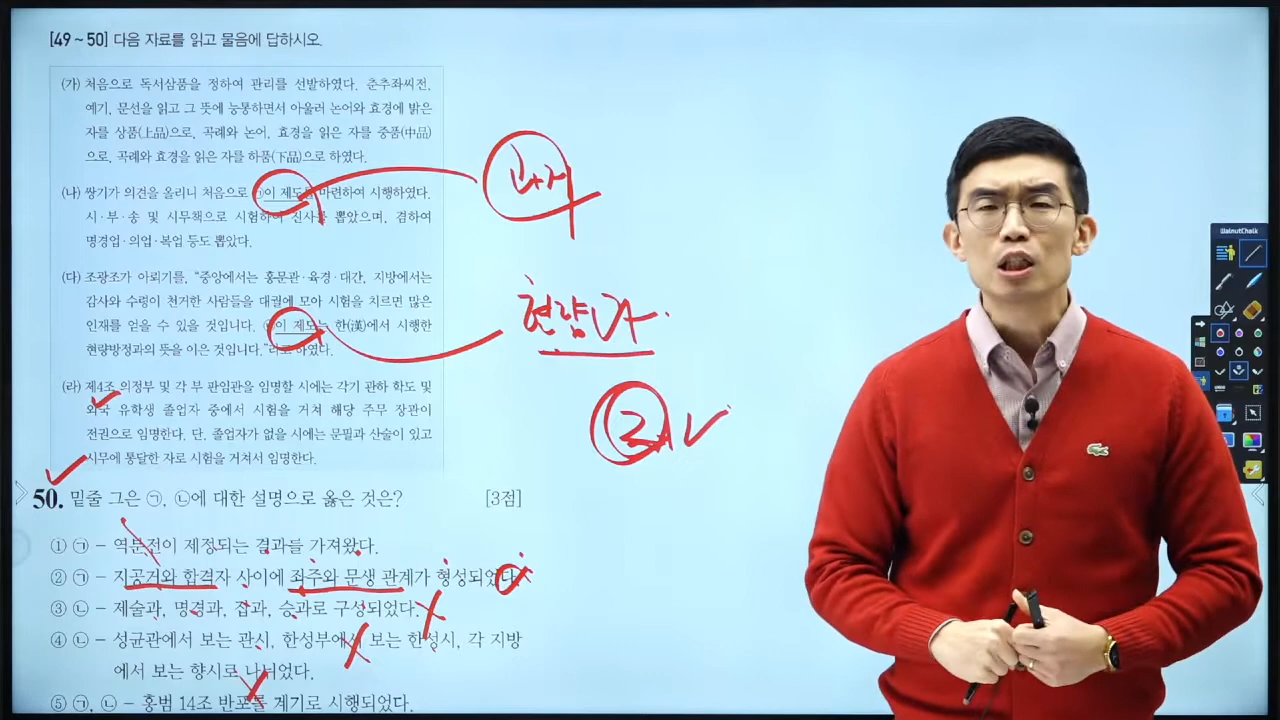 [49 ~ 50] 다음 자료를 읽고 물음에 답하시오.
(가) 처음으로 독서삼품을 정하여 관리를 선발하였다. 춘추좌씨전,
예기, 문선을 읽고 그 뜻에 능통하면서 아울러 논어와 효경에 밝은
자를 상품(上品)으로, 곡례와 논어, 효경을 읽은 자를 중품(中品)
으로, 곡례와 효경을 읽은 자를 하품(下品)으로 하였다.
과거
(나) 쌍기가 의견을 올리니 처음으로 ㉠이 제도를 마련하여 시행하였다.
시·부·송 및 시무책으로 시험하여 진사를 뽑았으며, 겸하여
명경업·의업·복업 등도 뽑았다.
(다) 조광조가 아뢰기를, “중앙에서는 홍문관·육경·대간, 지방에서는
감사와 수령이 천거한 사람들을 대궐에 모아 시험을 치르면 많은
인재를 얻을 수 있을 것입니다. ㉡이 제도는 한(漢)에서 시행한
현량방정과의 뜻을 이은 것입니다.”라고 하였다.
현량과.
(라) 제4조 의정부 및 각 부 판임관을 임명할 시에는 각기 관하 학도 및
외국 유학생 졸업자 중에서 시험을 거쳐 해당 주무 장관이
전권으로 임명한다. 단, 졸업자가 없을 시에는 문필과 산술이 있고
시무에 통달한 자로 시험을 거쳐서 임명한다.
2
50. 밑줄 그은 ㉠, ㉡에 대한 설명으로 옳은 것은? [3점]
① ㉠ - 역분전이 제정되는 결과를 가져왔다.
② ㉠ - 지공거와 합격자 사이에 좌주와 문생 관계가 형성되었다.
③ ㉡ - 제술과, 명경과, 잡과, 승과로 구성되었다.
④ ㉡ - 성균관에서 보는 관시, 한성부에서 보는 한성시, 각 지방
에서 보는 향시로 나뉘었다.
⑤ ㉠, ㉡ - 홍범 14조 반포를 계기로 시행되었다.
WalnutChalk